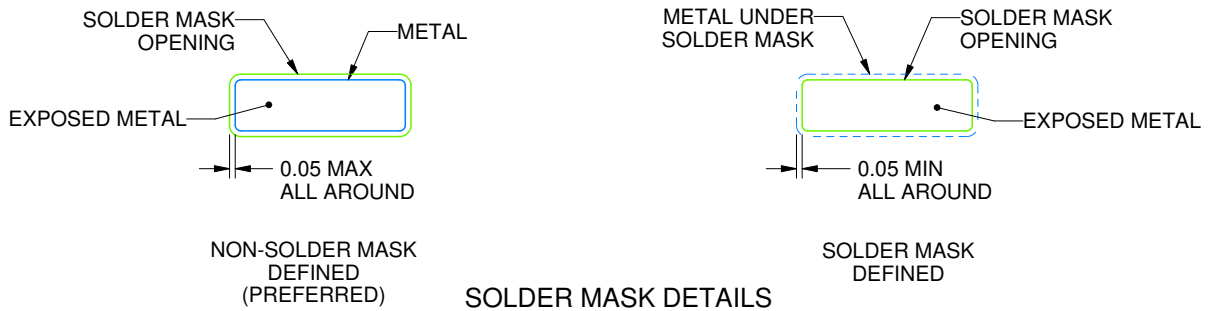 SOLDER MASK
OPENING
METAL
EXPOSED METAL
0.05 MAX
ALL AROUND
NON-SOLDER MASK
DEFINED
(PREFERRED)
METAL UNDER
SOLDER MASK
SOLDER MASK
OPENING
EXPOSED METAL
0.05 MIN
ALL AROUND
SOLDER MASK
DEFINED
SOLDER MASK DETAILS